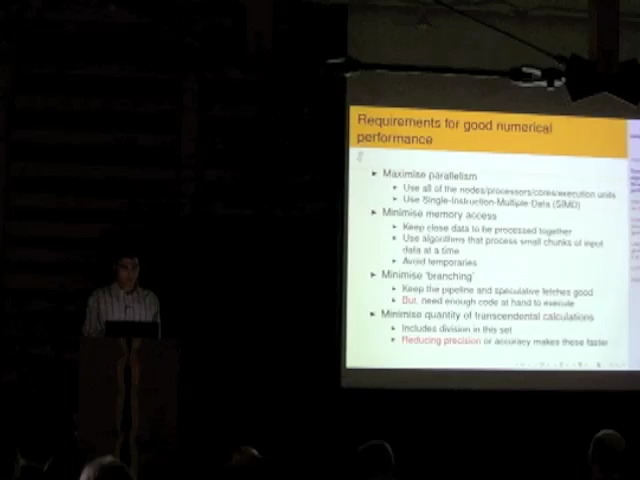 Requirements for good numerical
performance
Maximise parallelism
Use all of the nodes/processors/cores/execution units
Use Single-Instruction-Multiple-Data (SIMD)
Minimise memory access
Keep close data to be processed together
Use algorithms that process small chunks of input
data at a time
Avoid temporaries
Minimise 'branching'
Keep the pipeline and speculative fetches good
But, need enough code at hand to execute
Minimise quantity of transcendental calculations
Includes division in this set
Reducing precision or accuracy makes these faster